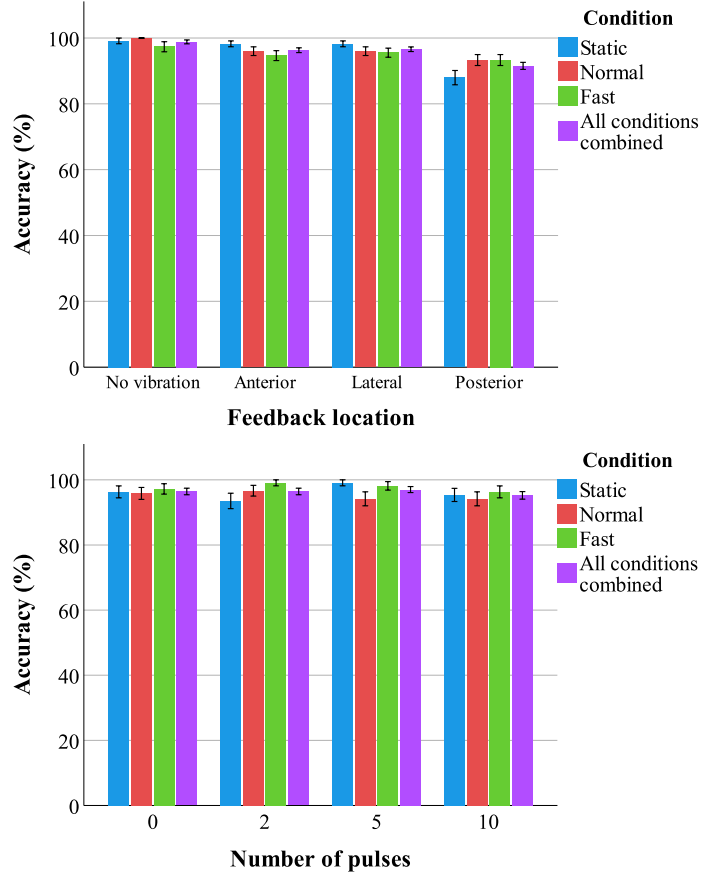 Condition
Static
Normal
Fast
All conditions
combined
Accuracy (%)
100
80
60
40
20
0
No vibration
Anterior
Lateral
Posterior
Feedback location
Condition
Static
Normal
Fast
All conditions
combined
Accuracy (%)
100
80
60
40
20
0
0
2
5
10
Number of pulses